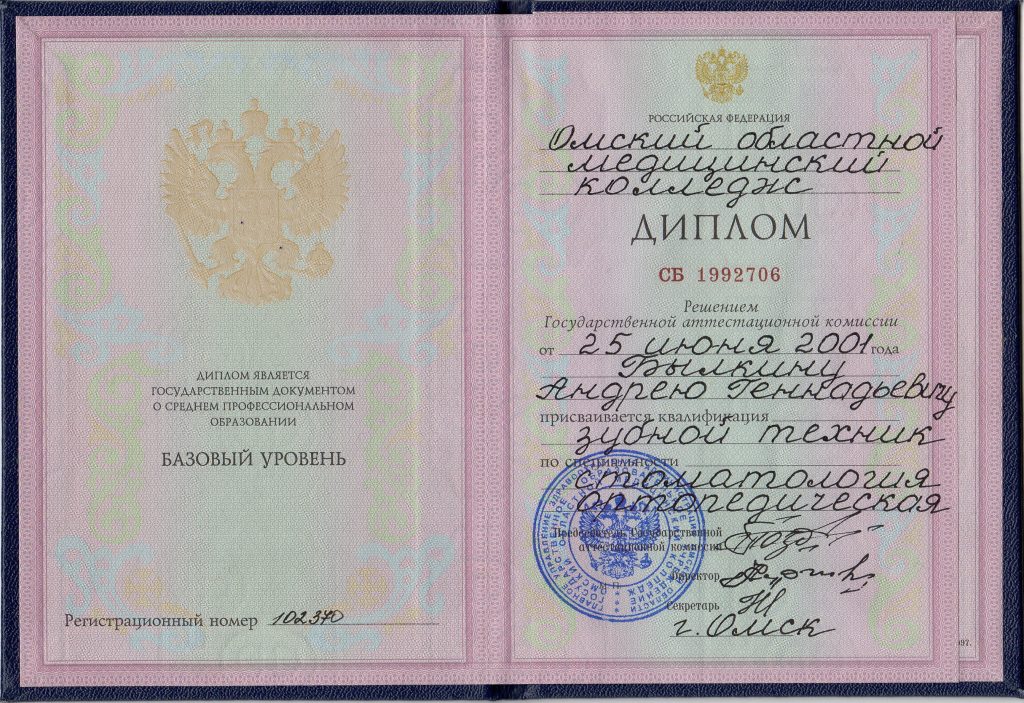 ДИПЛОМ ЯВЛЯЕТСЯ
ГОСУДАРСТВЕННЫМ ДОКУМЕНТОМ
О СРЕДНЕМ ПРОФЕССИОНАЛЬНОМ
ОБРАЗОВАНИИ
БАЗОВЫЙ УРОВЕНЬ
Регистрационный номер 102370
РОССИЙСКАЯ ФЕДЕРАЦИЯ
Омский областной
медицинский
колледж
ДИПЛОМ
СБ 1992706
Решением
Государственной аттестационной комиссии
от 25 июня 2001 года
Былкину
Андрею Геннадьевичу
присваивается квалификация
зубной техник
по специальности
стоматология
ортопедическая
Председатель Государственной
аттестационной комиссии
Директор
Секретарь
г. Омск